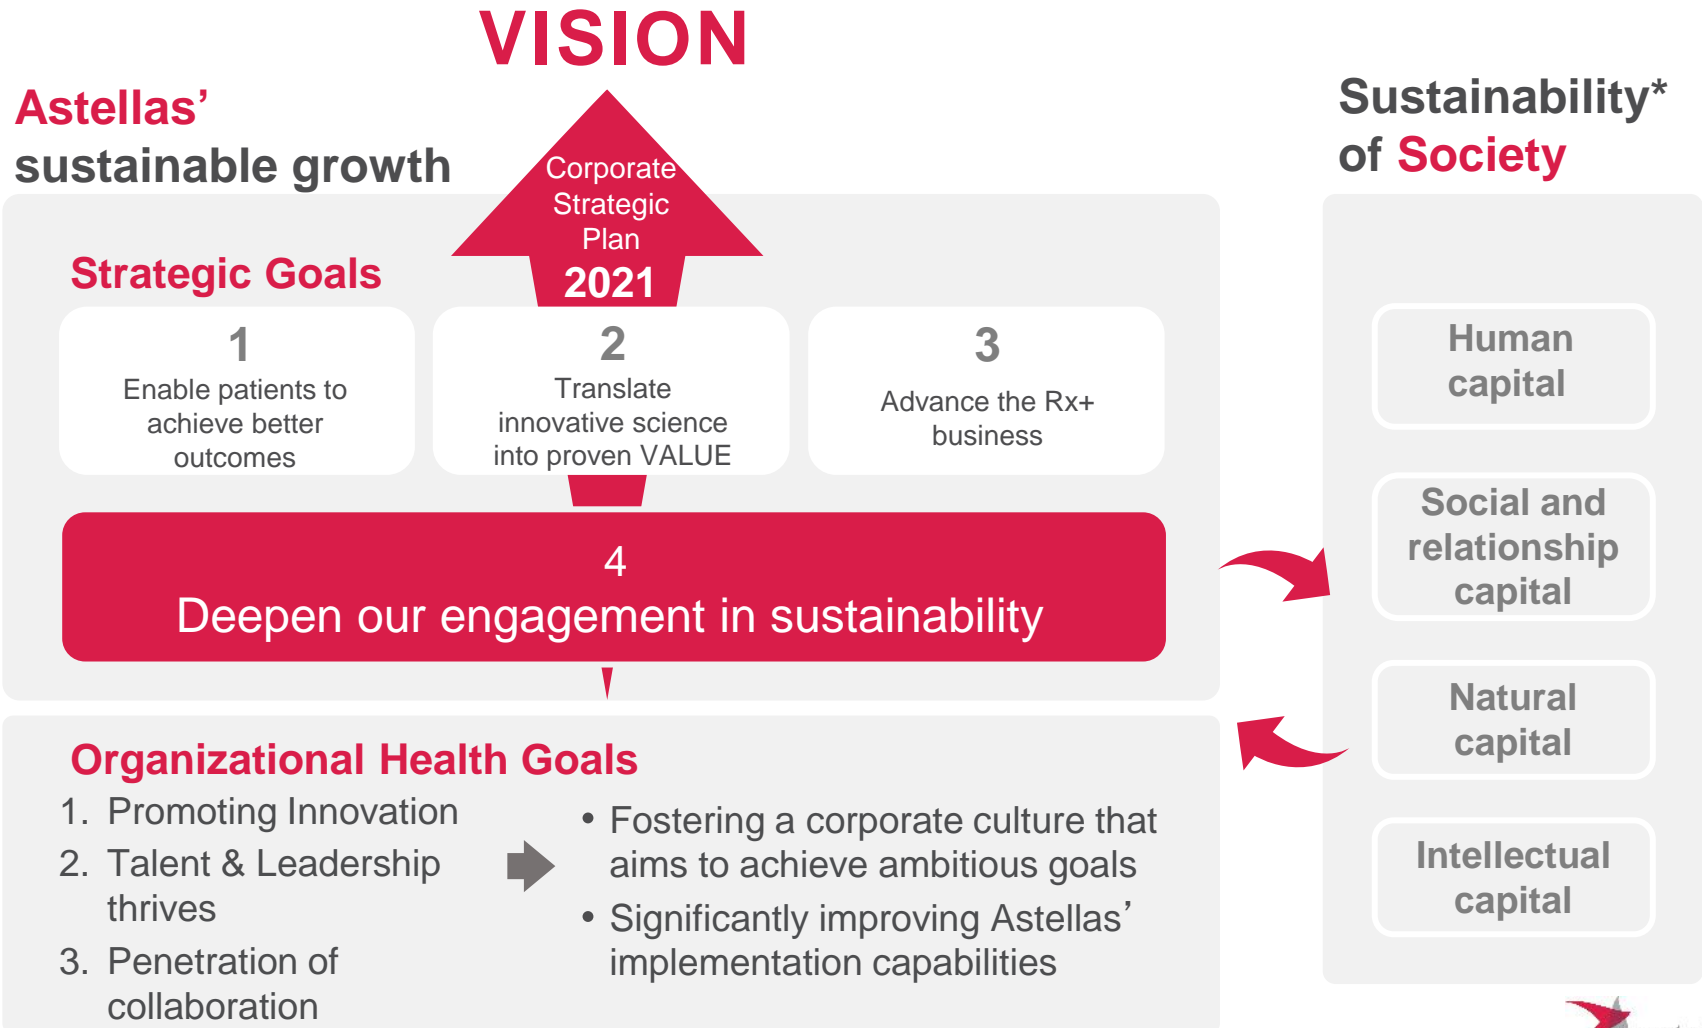 VISION
Astellas’
sustainable growth
Corporate
Strategic
Plan
2021
Strategic Goals
1
Enable patients to
achieve better
outcomes
2
Translate
innovative science
into proven VALUE
3
Advance the Rx+
business
4
Deepen our engagement in sustainability
Organizational Health Goals
1. Promoting Innovation
2. Talent & Leadership
thrives
3. Penetration of
collaboration
• Fostering a corporate culture that
aims to achieve ambitious goals
• Significantly improving Astellas’
implementation capabilities
Sustainability*
of Society
Human
capital
Social and
relationship
capital
Natural
capital
Intellectual
capital